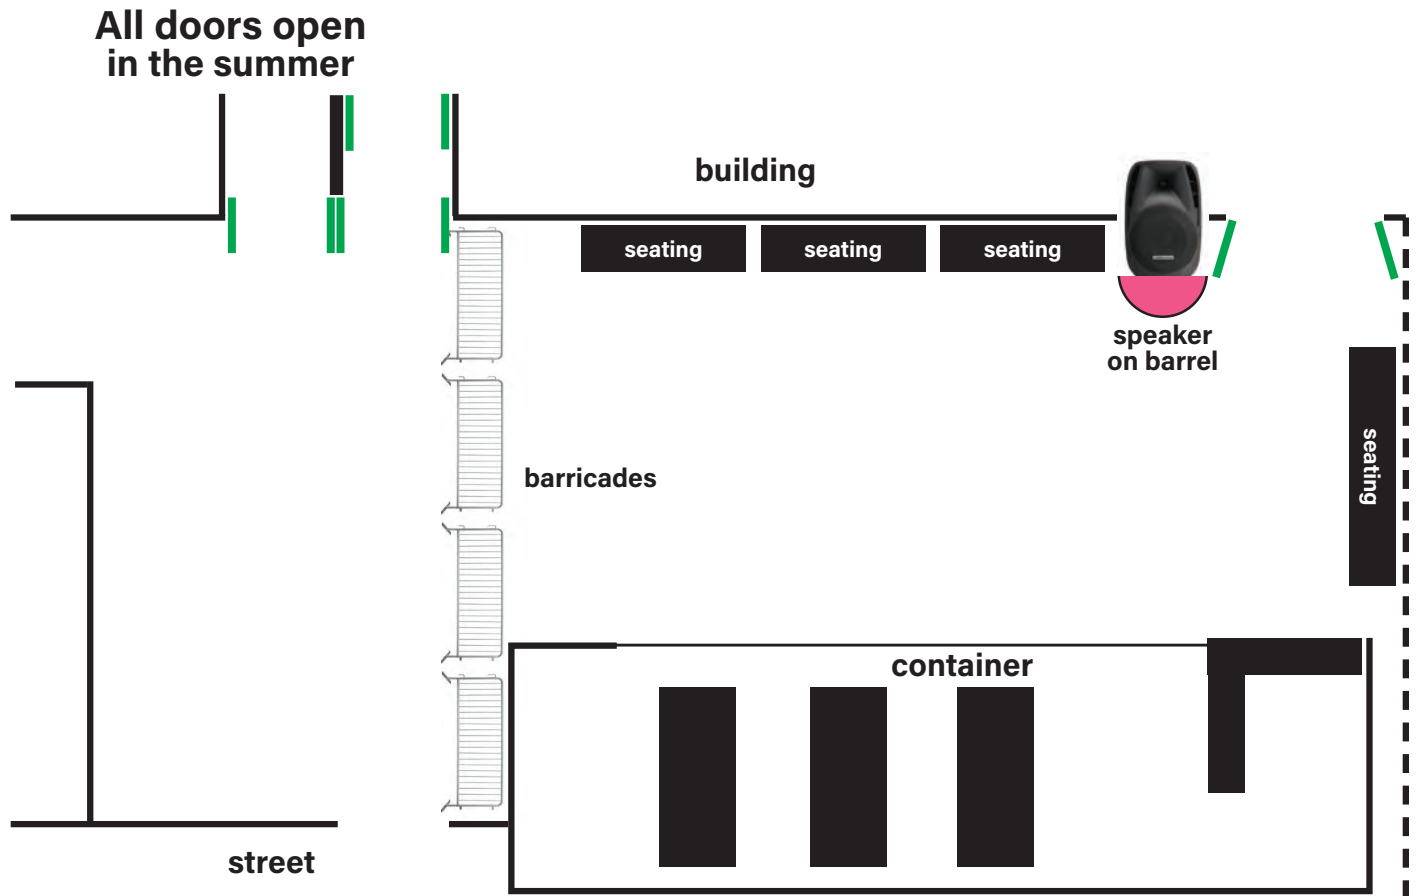 All doors open
in the summer
building
seating
seating
seating
speaker
on barrel
seating
barricades
container
street